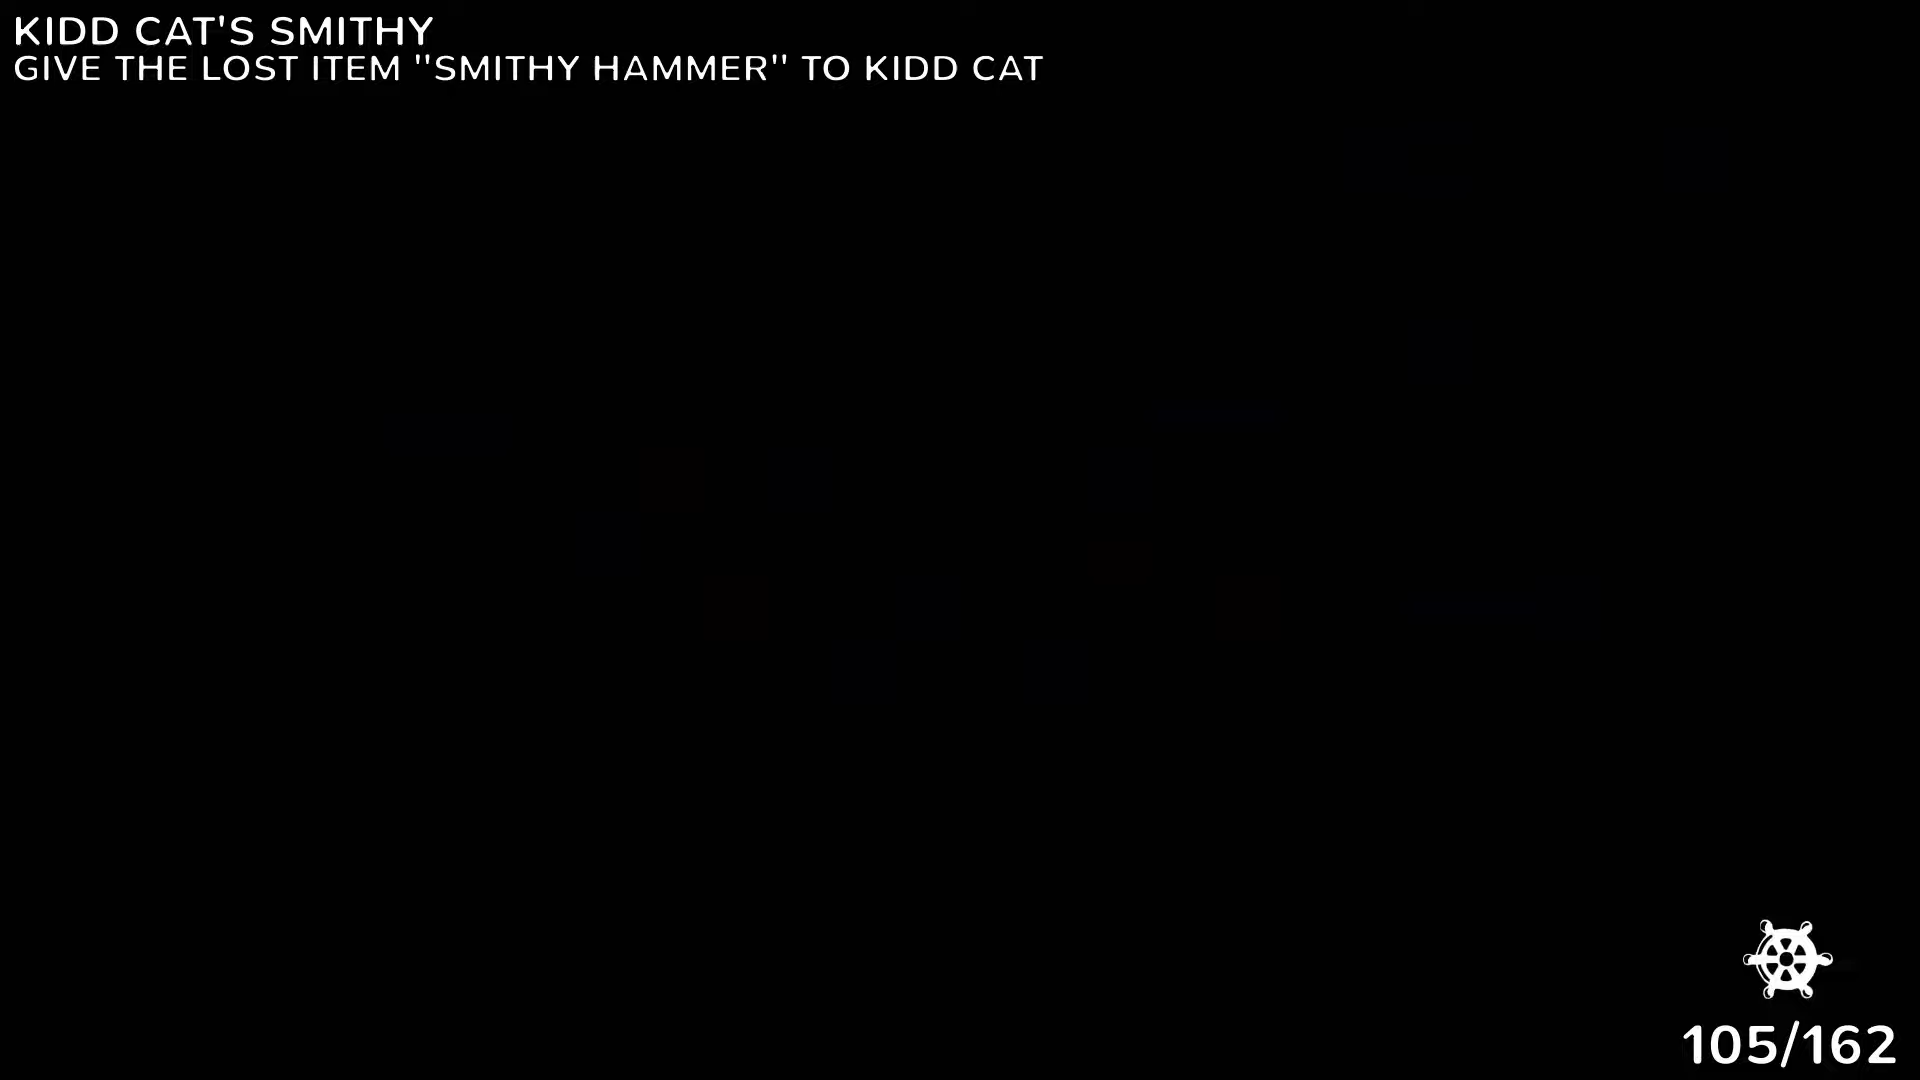 KIDD CAT'S SMITHY
GIVE THE LOST ITEM "SMITHY HAMMER" TO KIDD CAT
105/162